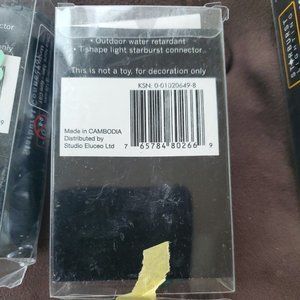 • Outdoor water retardant
• T-shape light starburst connector
This is not a toy, for decoration only
KSN: 0-01020649-8
Made in CAMBODIA
Distributed by
Studio Eluceo Ltd
7 65784 80266 9